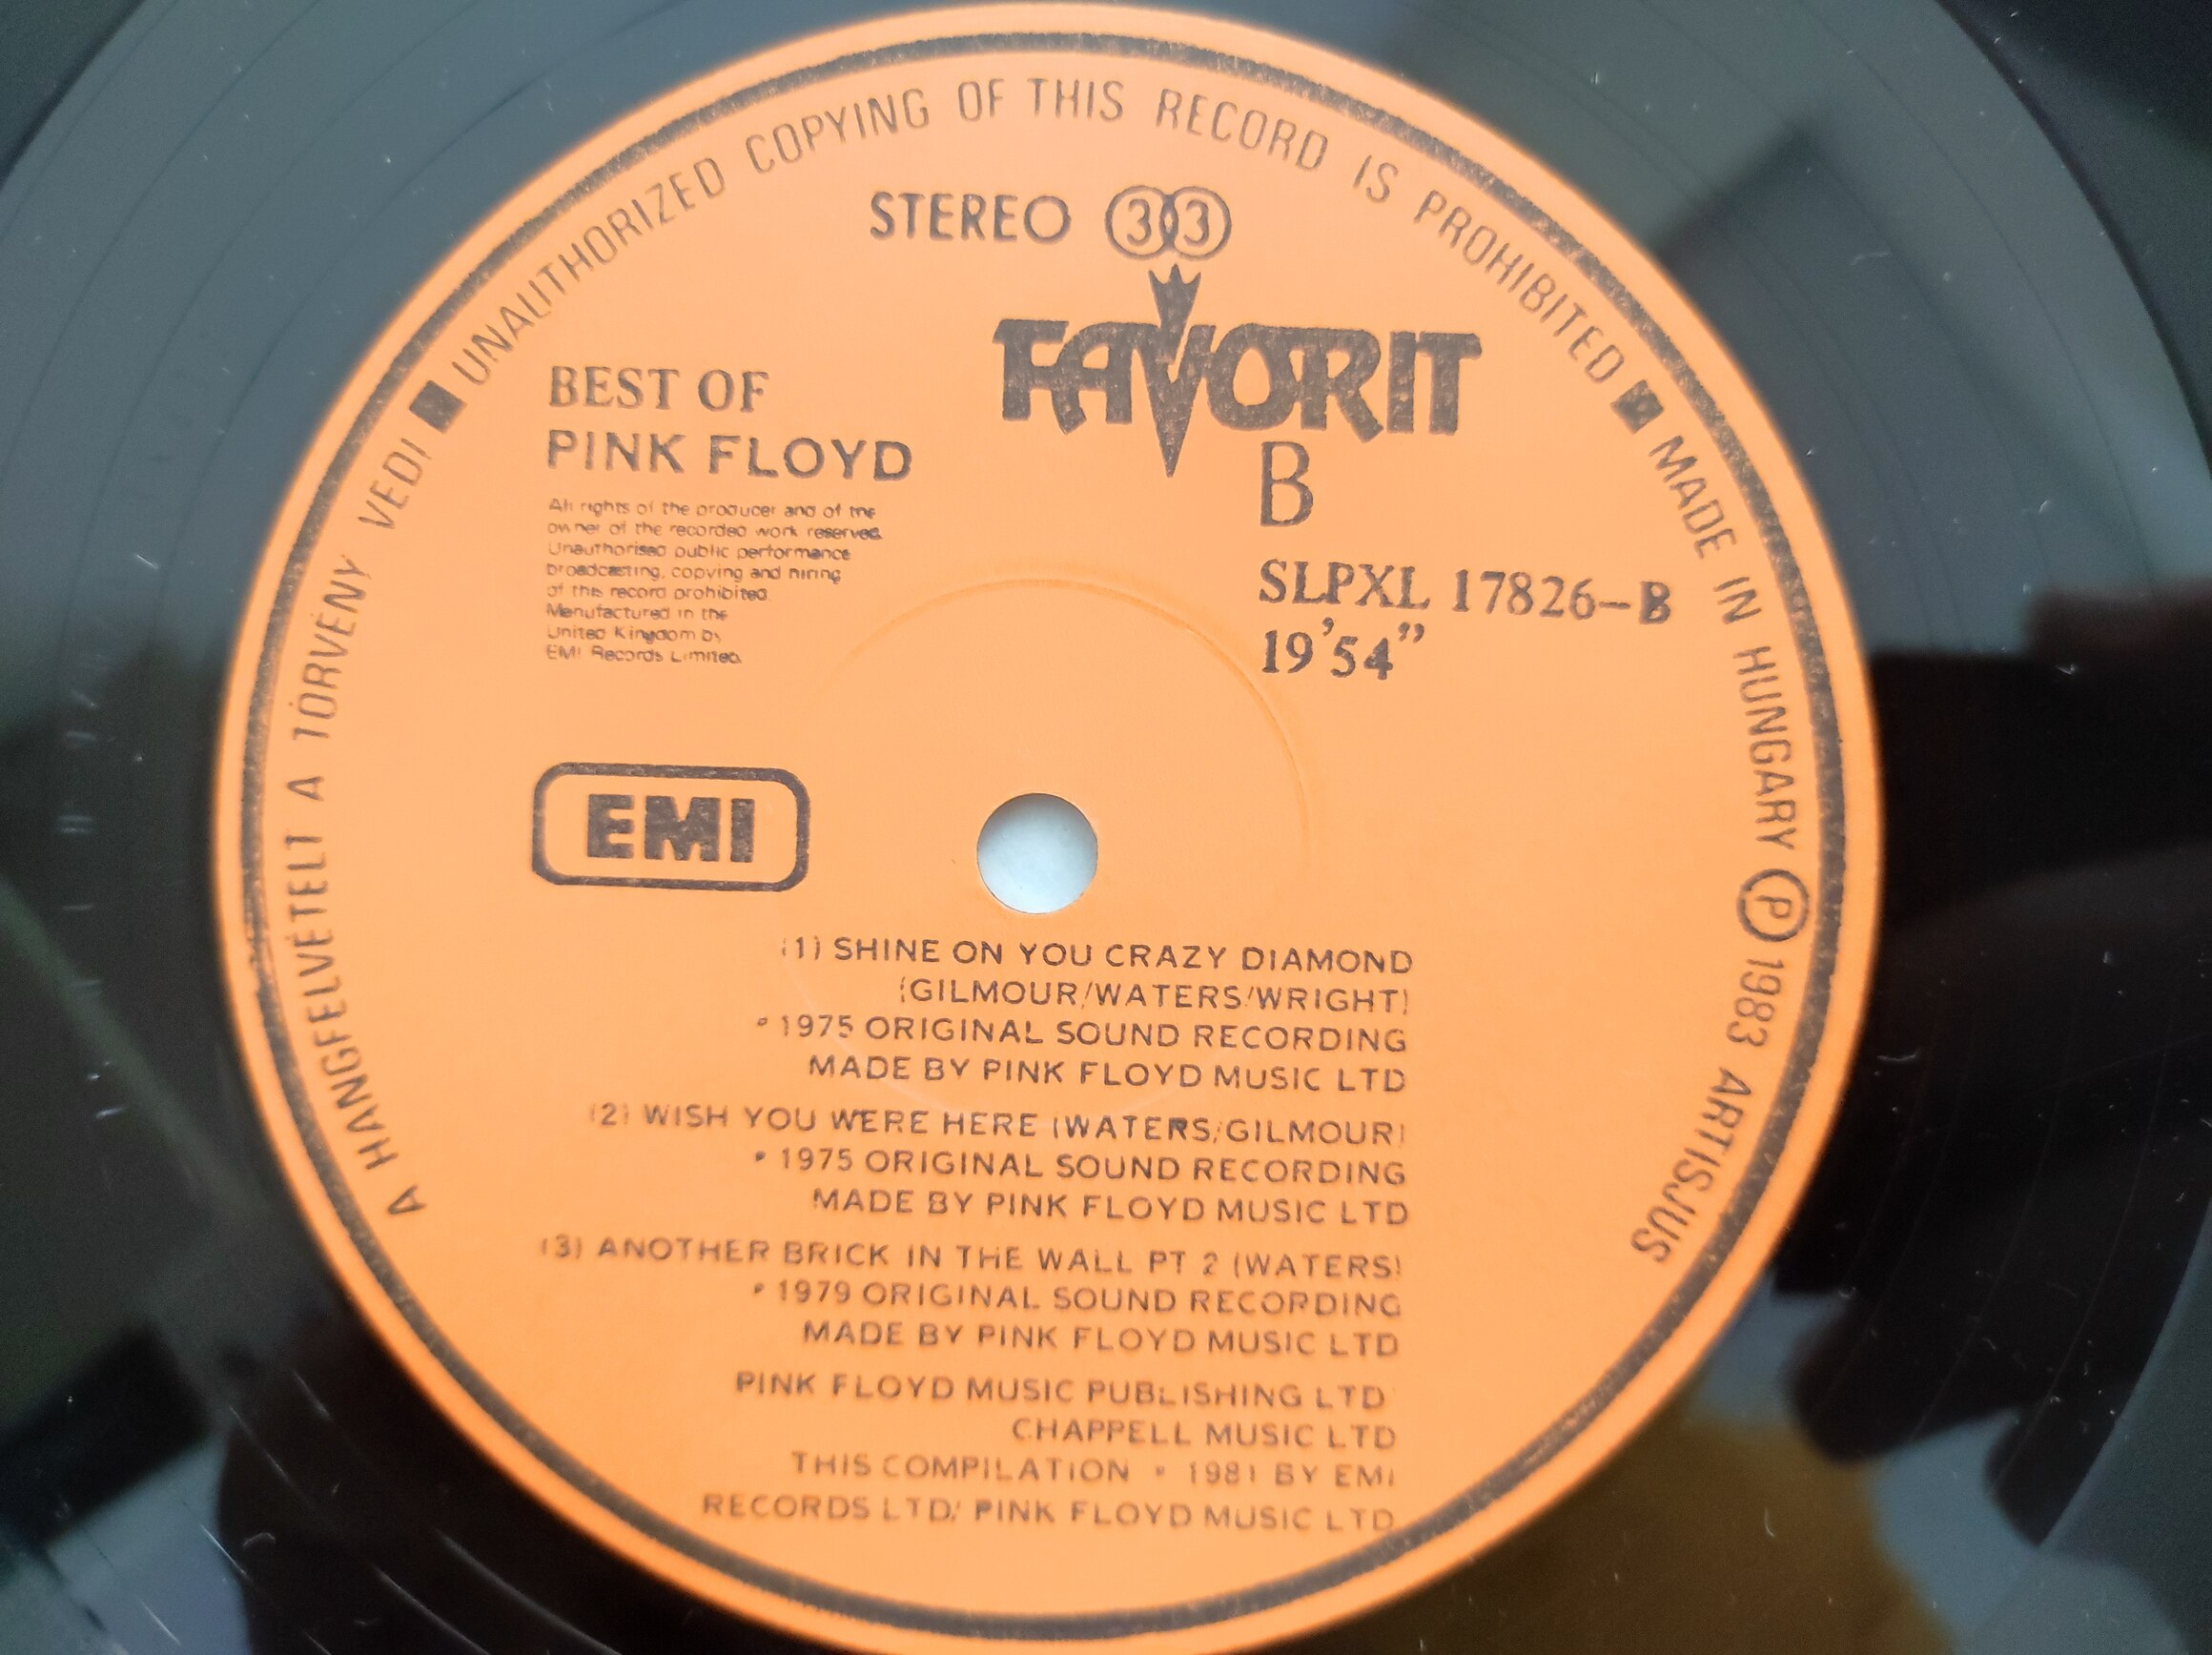 A HANGFELVÉTELT A TÖRVÉNY VÉDI ■ UNAUTHORIZED COPYING OF THIS RECORD IS PROHIBITED ■ MADE IN HUNGARY Ⓟ 1983 ARTISJUS
STEREO 33
FAVORIT
BEST OF
PINK FLOYD
All rights of the producer and of the
owner of the recorded work reserved.
Unauthorised public performance
broadcasting, copying and hiring
of this record prohibited.
Manufactured in the
United Kingdom by
EMI Records Limited.
B
SLPXL 17826-B
19’54”
EMI
(1) SHINE ON YOU CRAZY DIAMOND
(GILMOUR/WATERS/WRIGHT)
℗ 1975 ORIGINAL SOUND RECORDING
MADE BY PINK FLOYD MUSIC LTD
(2) WISH YOU WERE HERE (WATERS/GILMOUR)
℗ 1975 ORIGINAL SOUND RECORDING
MADE BY PINK FLOYD MUSIC LTD
(3) ANOTHER BRICK IN THE WALL PT 2 (WATERS)
℗ 1979 ORIGINAL SOUND RECORDING
MADE BY PINK FLOYD MUSIC LTD
PINK FLOYD MUSIC PUBLISHING LTD
CHAPPELL MUSIC LTD
THIS COMPILATION ℗ 1981 BY EMI
RECORDS LTD/ PINK FLOYD MUSIC LTD